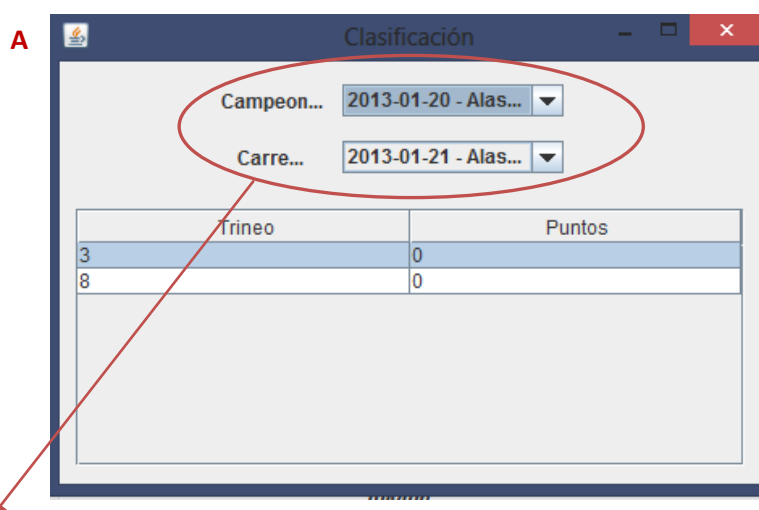 A
Clasificación
Campeon... 2013-01-20 - Alas...
Carre... 2013-01-21 - Alas...
Trineo Puntos
3 0
8 0